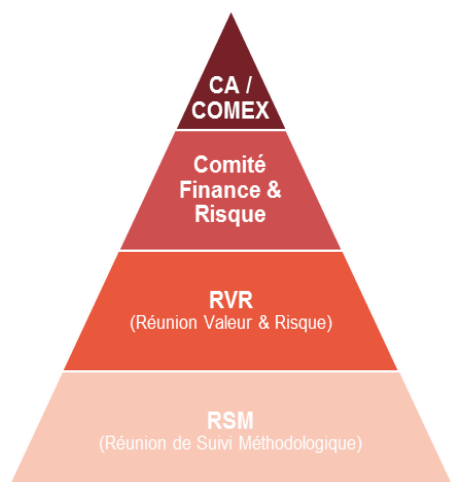 CA /
COMEX
Comité
Finance &
Risque
RVR
(Réunion Valeur & Risque)
RSM
(Réunion de Suivi Méthodologique)